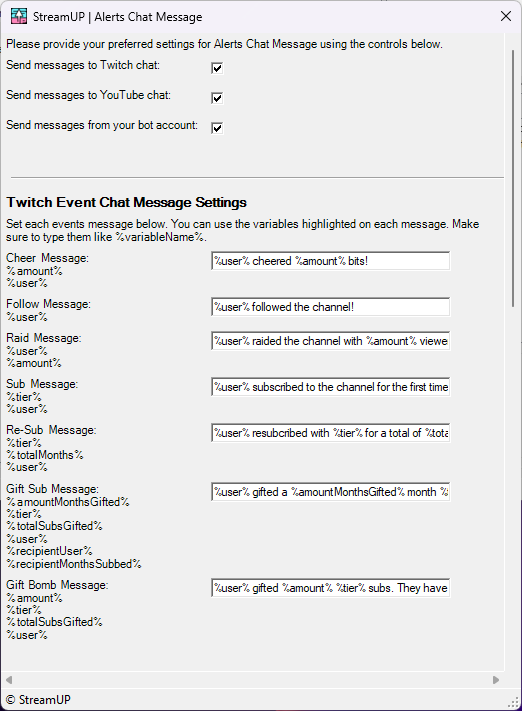 StreamUP | Alerts Chat Message
Please provide your preferred settings for Alerts Chat Message using the controls below.
Send messages to Twitch chat:
Send messages to YouTube chat:
Send messages from your bot account:
Twitch Event Chat Message Settings
Set each events message below. You can use the variables highlighted on each message. Make
sure to type them like %variableName%.
Cheer Message:
%amount%
%user%
%user% cheered %amount% bits!
Follow Message:
%user%
%user% followed the channel!
Raid Message:
%user%
%amount%
%user% raided the channel with %amount% viewe
Sub Message:
%tier%
%user%
%user% subscribed to the channel for the first time
Re-Sub Message:
%tier%
%totalMonths%
%user%
%user% resubcribed with %tier% for a total of %tota
Gift Sub Message:
%amountMonthsGifted%
%tier%
%totalSubsGifted%
%user%
%recipientUser%
%recipientMonthsSubbed%
%user% gifted a %amountMonthsGifted% month %
Gift Bomb Message:
%amount%
%tier%
%totalSubsGifted%
%user%
%user% gifted %amount% %tier% subs. They have
© StreamUP